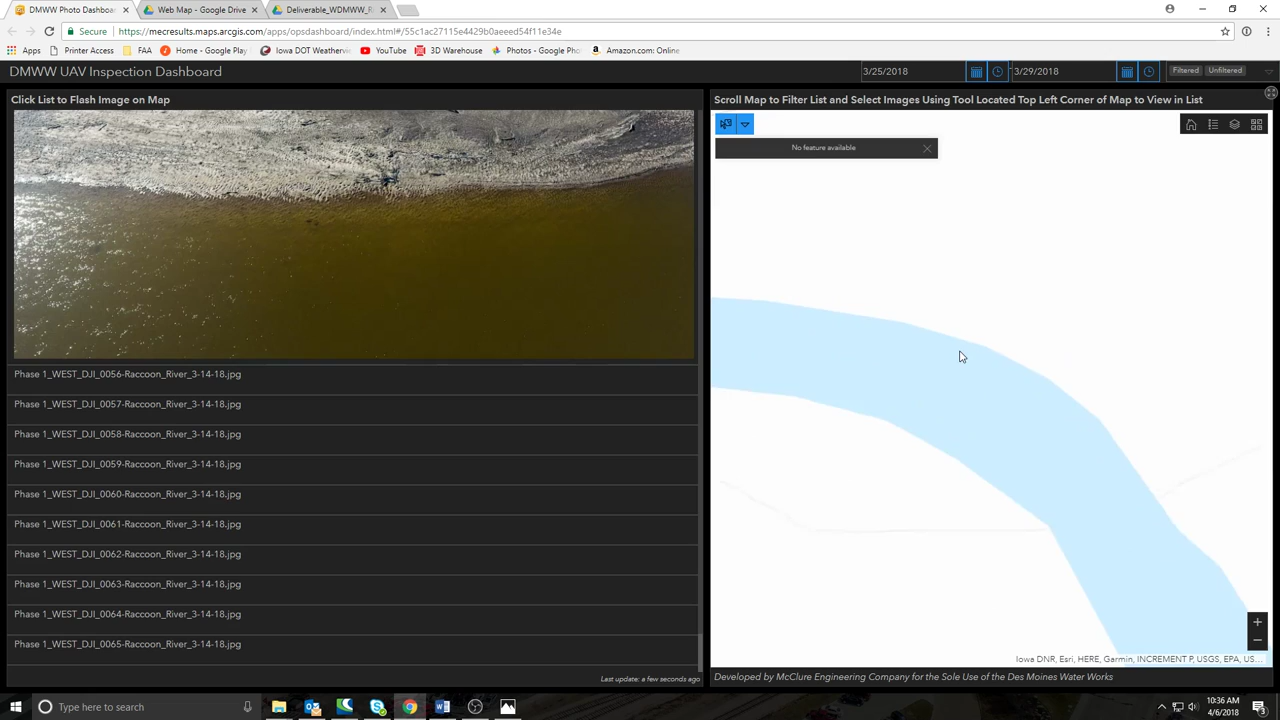 DMWW Photo Dashboa
Web Map - Google Drive
Deliverable_WDMWW_Ri
Secure
https://mecresults.maps.arcgis.com/apps/opsdashboard/index.html#/55c1ac27115e4429b0aeeed54f11e34e
Apps
Printer Access
FAA
Home - Google Play
Iowa DOT Weathervie
YouTube
3D Warehouse
Photos - Google Pho
Amazon.com: Online
DMWW UAV Inspection Dashboard
3/25/2018
-
3/29/2018
Filtered
Unfiltered
Click List to Flash Image on Map
Scroll Map to Filter List and Select Images Using Tool Located Top Left Corner of Map to View in List
No feature available
Phase 1_WEST_DJI_0056-Raccoon_River_3-14-18.jpg
Phase 1_WEST_DJI_0057-Raccoon_River_3-14-18.jpg
Phase 1_WEST_DJI_0058-Raccoon_River_3-14-18.jpg
Phase 1_WEST_DJI_0059-Raccoon_River_3-14-18.jpg
Phase 1_WEST_DJI_0060-Raccoon_River_3-14-18.jpg
Phase 1_WEST_DJI_0061-Raccoon_River_3-14-18.jpg
Phase 1_WEST_DJI_0062-Raccoon_River_3-14-18.jpg
Phase 1_WEST_DJI_0063-Raccoon_River_3-14-18.jpg
Phase 1_WEST_DJI_0064-Raccoon_River_3-14-18.jpg
Phase 1_WEST_DJI_0065-Raccoon_River_3-14-18.jpg
Last update: a few seconds ago
Iowa DNR, Esri, HERE, Garmin, INCREMENT P, USGS, EPA, US...
Developed by McClure Engineering Company for the Sole Use of the Des Moines Water Works
Type here to search
10:36 AM
4/6/2018
3